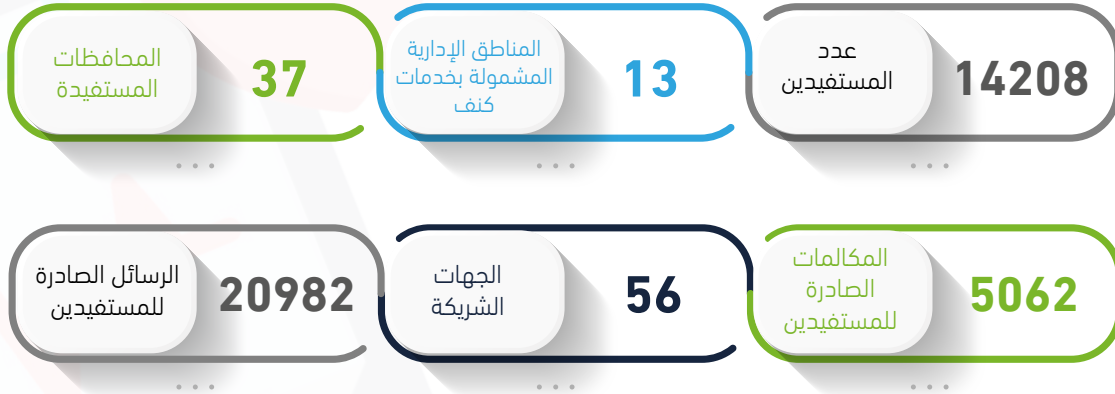 عدد
المستفيدين
14208
المناطق الإدارية
المشمولة بخدمات
كنف
13
المحافظات
المستفيدة
37
المكالمات
الصادرة
للمستفيدين
5062
الجهات
الشريكة
56
الرسائل الصادرة
للمستفيدين
20982